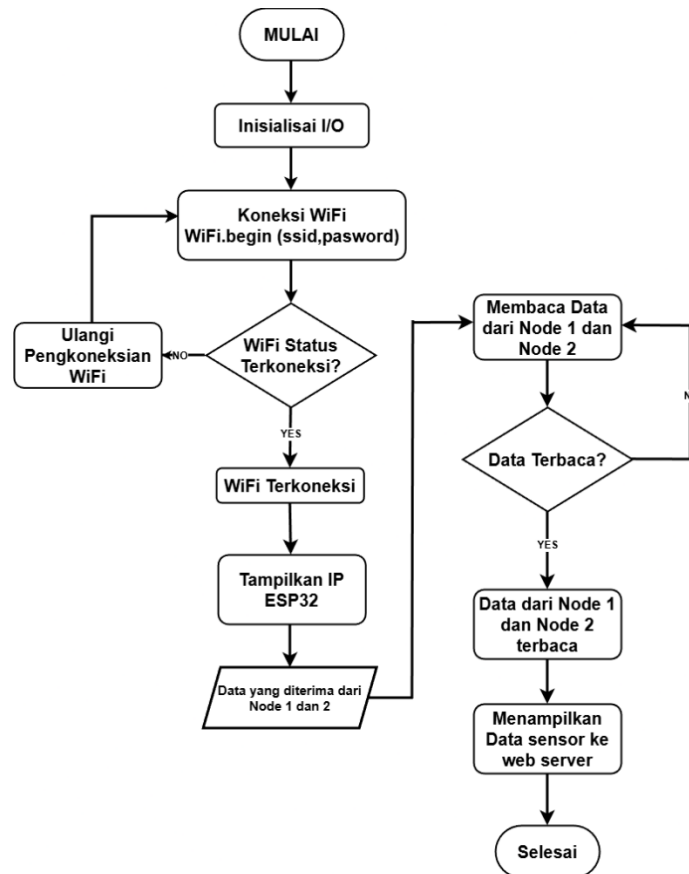 MULAI
Inisialisai I/O
Koneksi WiFi
WiFi.begin (ssid,pasword)
Ulangi
Pengkoneksian
WiFi
NO
WiFi Status
Terkoneksi?
YES
WiFi Terkoneksi
Tampilkan IP
ESP32
Data yang diterima dari
Node 1 dan 2
Membaca Data
dari Node 1 dan
Node 2
Data Terbaca?
YES
Data dari Node 1
dan Node 2
terbaca
Menampilkan
Data sensor ke
web server
Selesai